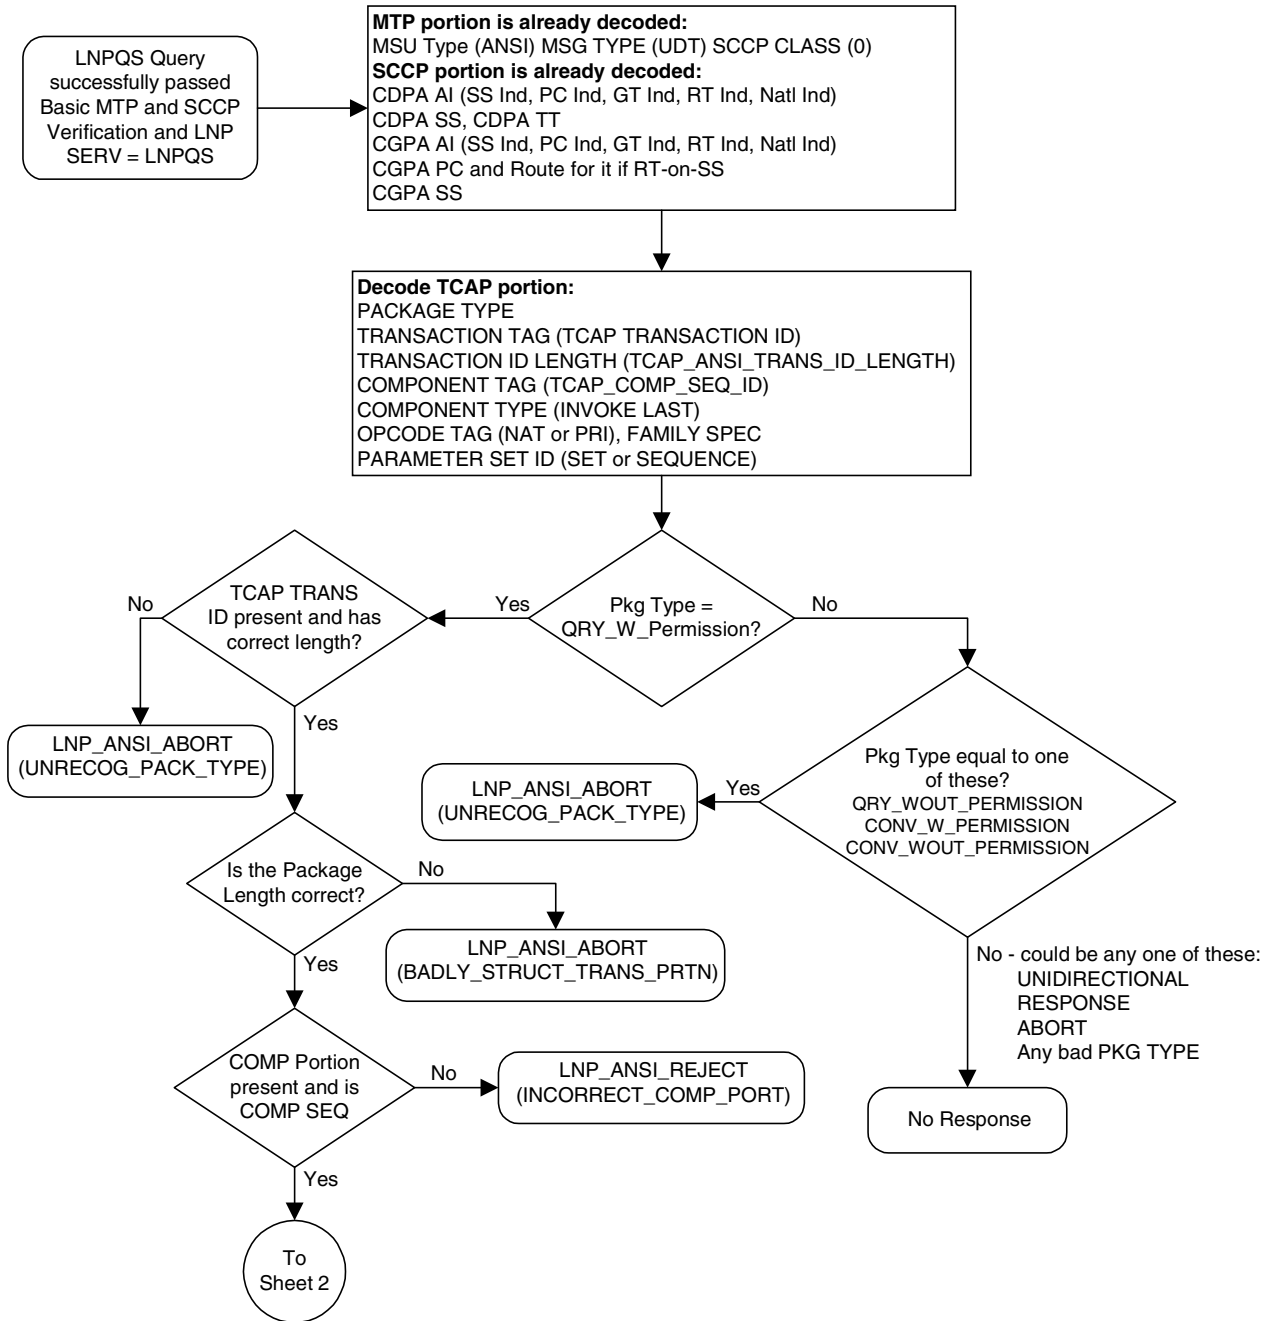 LNPQS Query
successfully passed
Basic MTP and SCCP
Verification and LNP
SERV = LNPQS
MTP portion is already decoded:
MSU Type (ANSI) MSG TYPE (UDT) SCCP CLASS (0)
SCCP portion is already decoded:
CDPA AI (SS Ind, PC Ind, GT Ind, RT Ind, Natl Ind)
CDPA SS, CDPA TT
CGPA AI (SS Ind, PC Ind, GT Ind, RT Ind, Natl Ind)
CGPA PC and Route for it if RT-on-SS
CGPA SS
Decode TCAP portion:
PACKAGE TYPE
TRANSACTION TAG (TCAP TRANSACTION ID)
TRANSACTION ID LENGTH (TCAP_ANSI_TRANS_ID_LENGTH)
COMPONENT TAG (TCAP_COMP_SEQ_ID)
COMPONENT TYPE (INVOKE LAST)
OPCODE TAG (NAT or PRI), FAMILY SPEC
PARAMETER SET ID (SET or SEQUENCE)
Pkg Type =
QRY_W_Permission?
Yes
No
TCAP TRANS
ID present and has
correct length?
No
Yes
LNP_ANSI_ABORT
(UNRECOG_PACK_TYPE)
Pkg Type equal to one
of these?
QRY_WOUT_PERMISSION
CONV_W_PERMISSION
CONV_WOUT_PERMISSION
Yes
LNP_ANSI_ABORT
(UNRECOG_PACK_TYPE)
Is the Package
Length correct?
No
LNP_ANSI_ABORT
(BADLY_STRUCT_TRANS_PRTN)
Yes
No - could be any one of these:
UNIDIRECTIONAL
RESPONSE
ABORT
Any bad PKG TYPE
No Response
COMP Portion
present and is
COMP SEQ
No
LNP_ANSI_REJECT
(INCORRECT_COMP_PORT)
Yes
To
Sheet 2